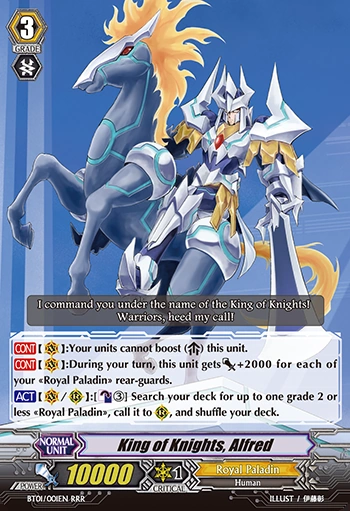 3
GRADE
I command you under the name of the King of Knights!
Warriors, heed my call!
CONT [ ]:Your units cannot boost ( ) this unit.
CONT [ ]:During your turn, this unit gets +2000 for each of
your «Royal Paladin» rear-guards.
ACT [ / ]:[ ③] Search your deck for up to one grade 2 or
less «Royal Paladin», call it to , and shuffle your deck.
NORMAL
UNIT
King of Knights, Alfred
POWER
10000
1
CRITICAL
Royal Paladin
Human
BT01/001EN RRR
ILLUST / 伊藤彰